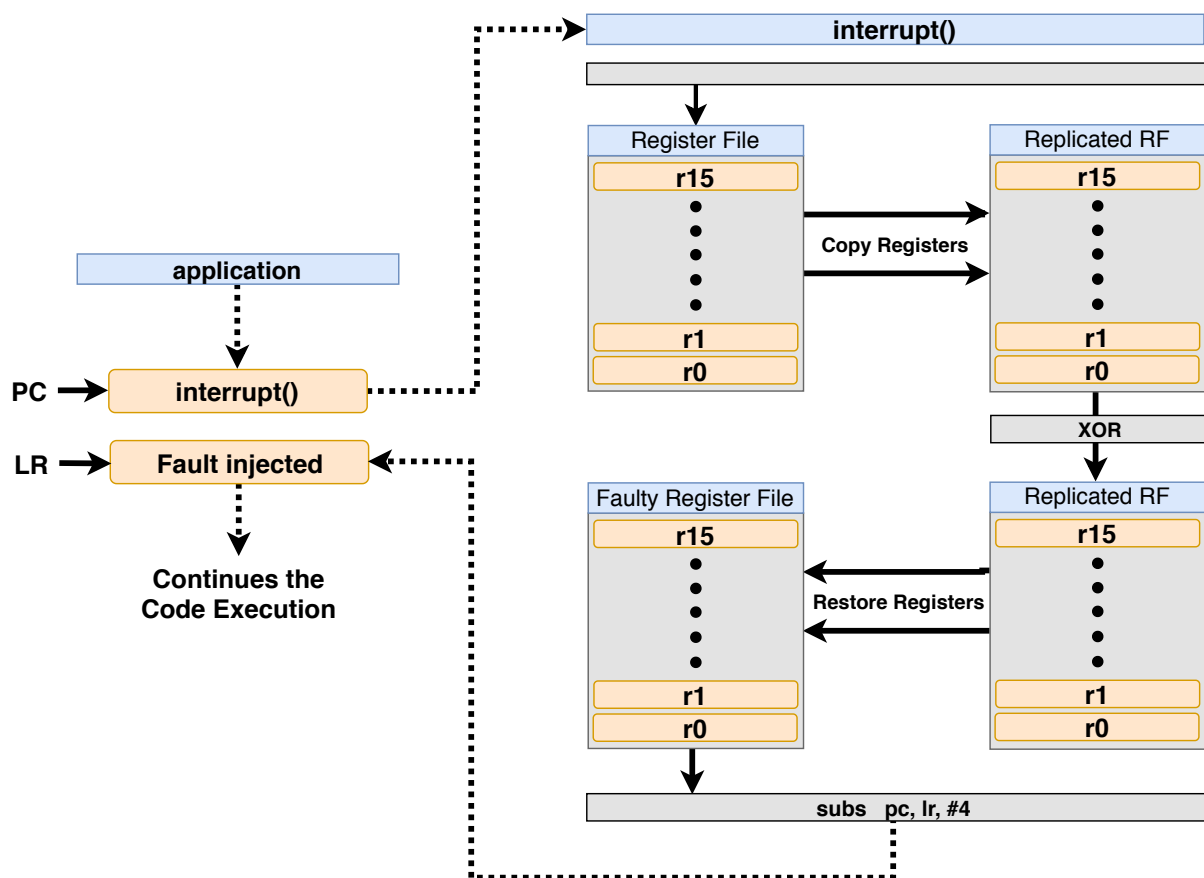 interrupt()
Register File
Replicated RF
r15
r15
Copy Registers
r1
r1
r0
r0
application
PC
interrupt()
LR
Fault injected
Continues the
Code Execution
XOR
Faulty Register File
Replicated RF
r15
r15
Restore Registers
r1
r1
r0
r0
subs pc, lr, #4